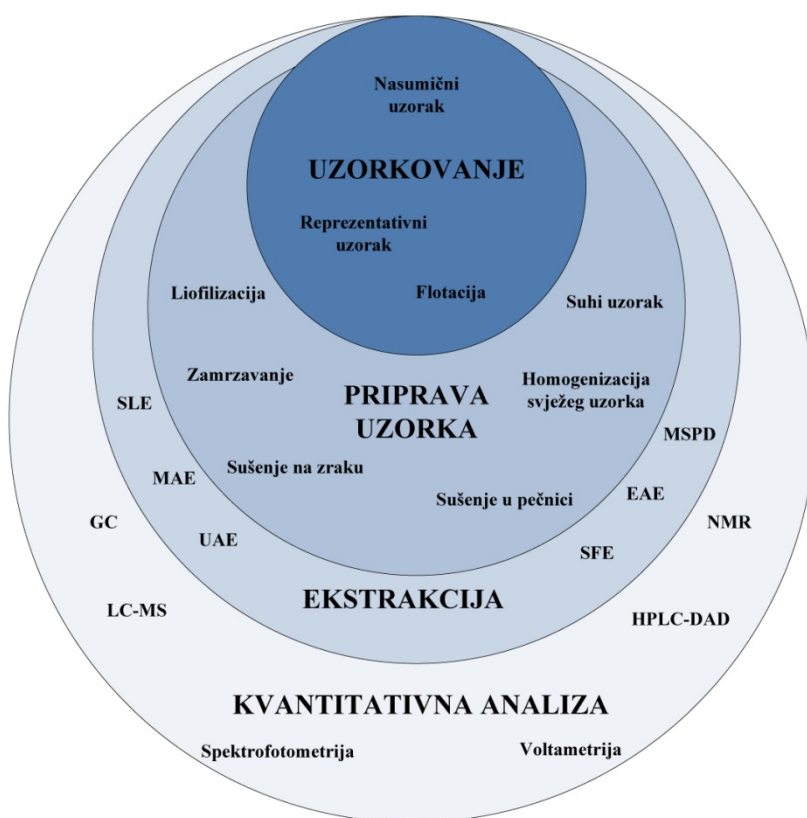 Nasumični
uzorak
UZORKOVANJE
Reprezentativni
uzorak
Liofilizacija
Flotacija
Suhi uzorak
Zamrzavanje
Homogenizacija
svježeg uzorka
PRIPRAVA
UZORKA
SLE
MSPD
Sušenje na zraku
MAE
Sušenje u pećnici
EAE
GC
NMR
UAE
SFE
EKSTRAKCIJA
LC-MS
HPLC-DAD
KVANTITATIVNA ANALIZA
Spektrofotometrija
Voltametrija